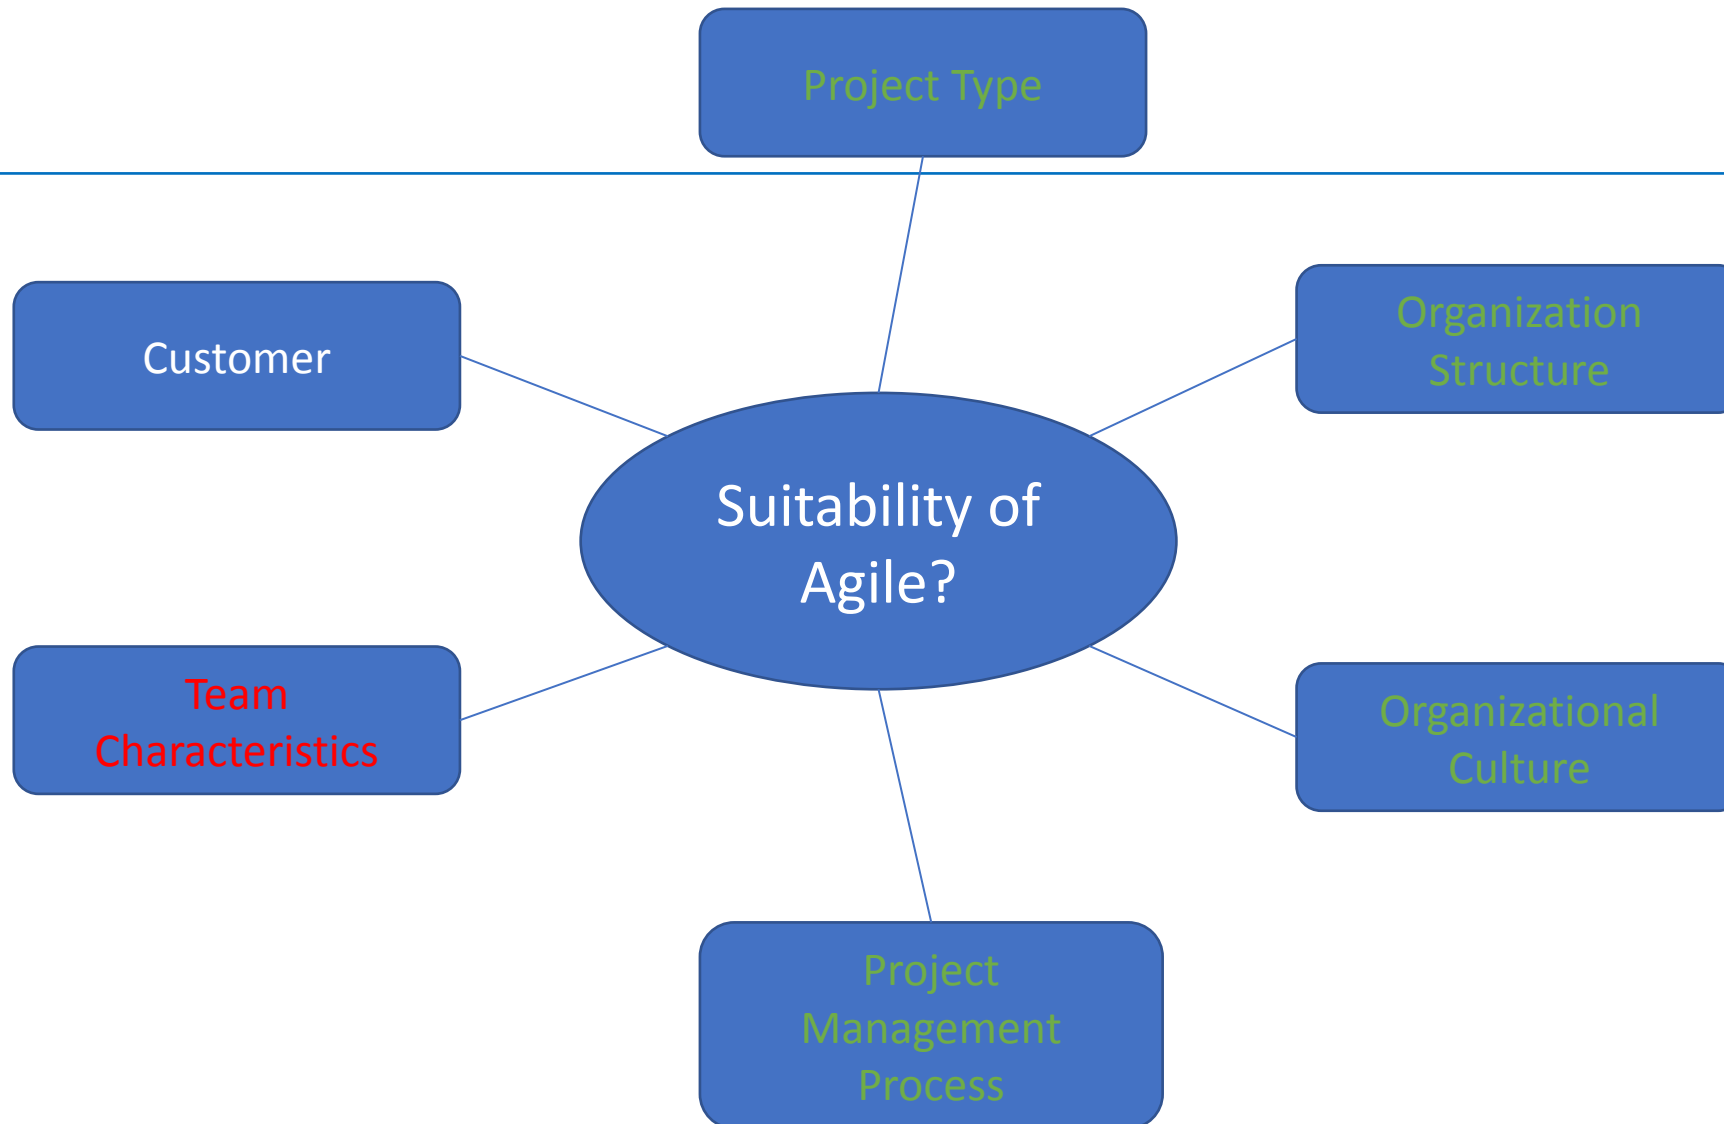 Project Type
Organization
Structure
Customer
Suitability of
Agile?
Team
Characteristics
Organizational
Culture
Project
Management
Process